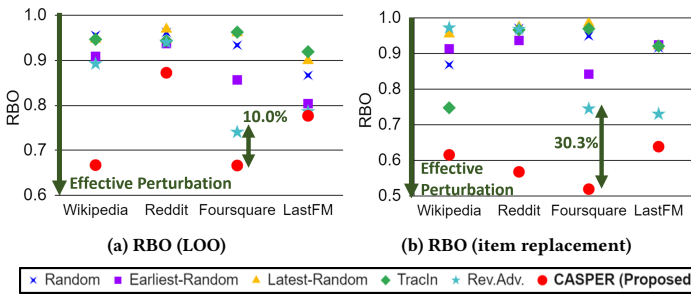 1.0
0.9
0.8
0.7
0.6
RBO
10.0%
Effective Perturbation
Wikipedia Reddit Foursquare LastFM
(a) RBO (LOO)
1.0
0.9
0.8
0.7
0.6
0.5
RBO
30.3%
Effective
Perturbation
Wikipedia Reddit Foursquare LastFM
(b) RBO (item replacement)
Random Earliest-Random Latest-Random TracIn Rev.Adv. CASPER (Proposed